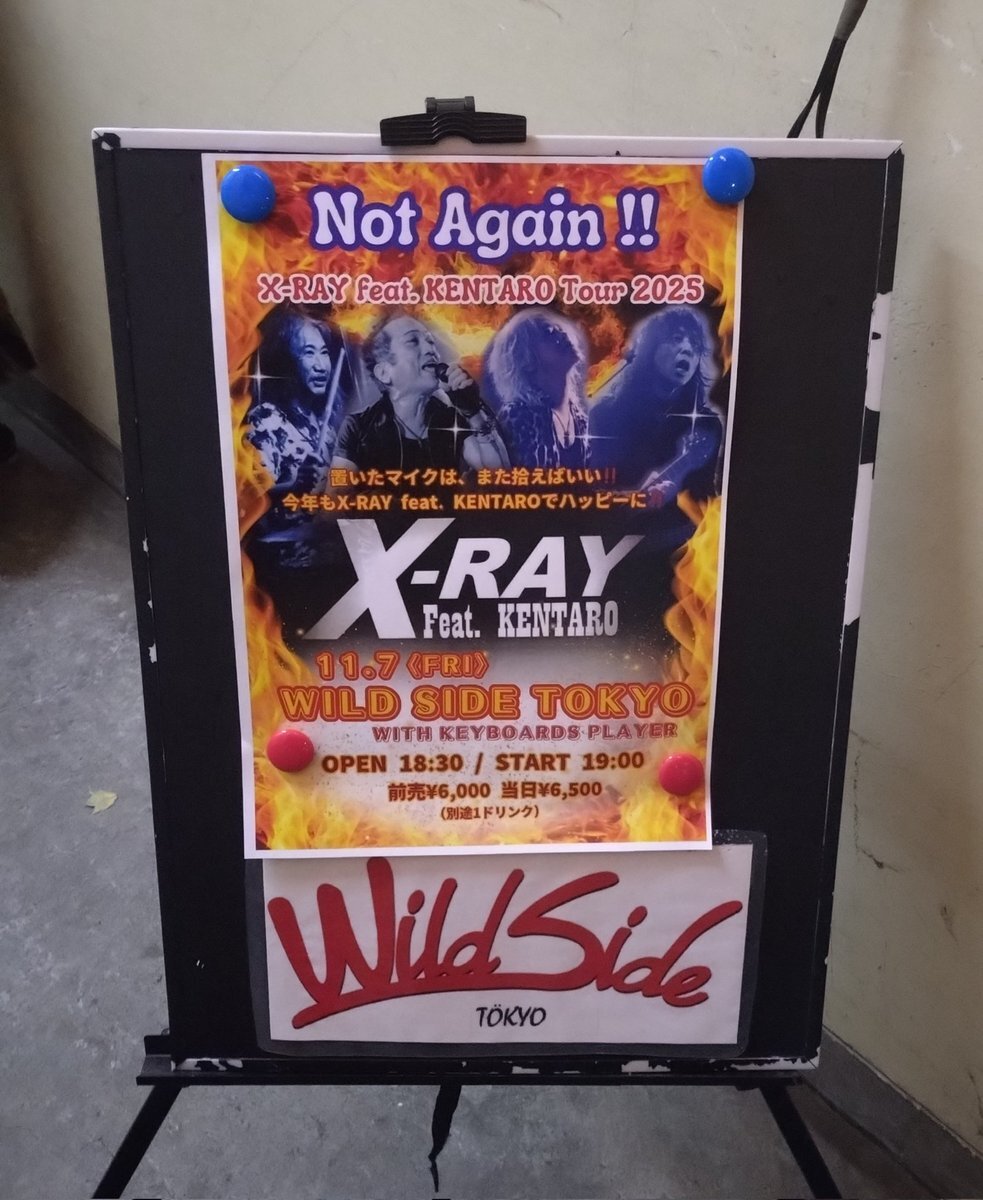 Not Again !!
X-RAY feat. KENTARO Tour 2025
置いたマイクは、また拾えばいい‼
今年もX-RAY feat. KENTAROでハッピーに‼
X-RAY
Feat. KENTARO
11.7《FRI》
WILD SIDE TOKYO
WITH KEYBOARDS PLAYER
OPEN 18:30 / START 19:00
前売¥6,000 当日¥6,500
（別途1ドリンク）
Wild Side
TÖKYO